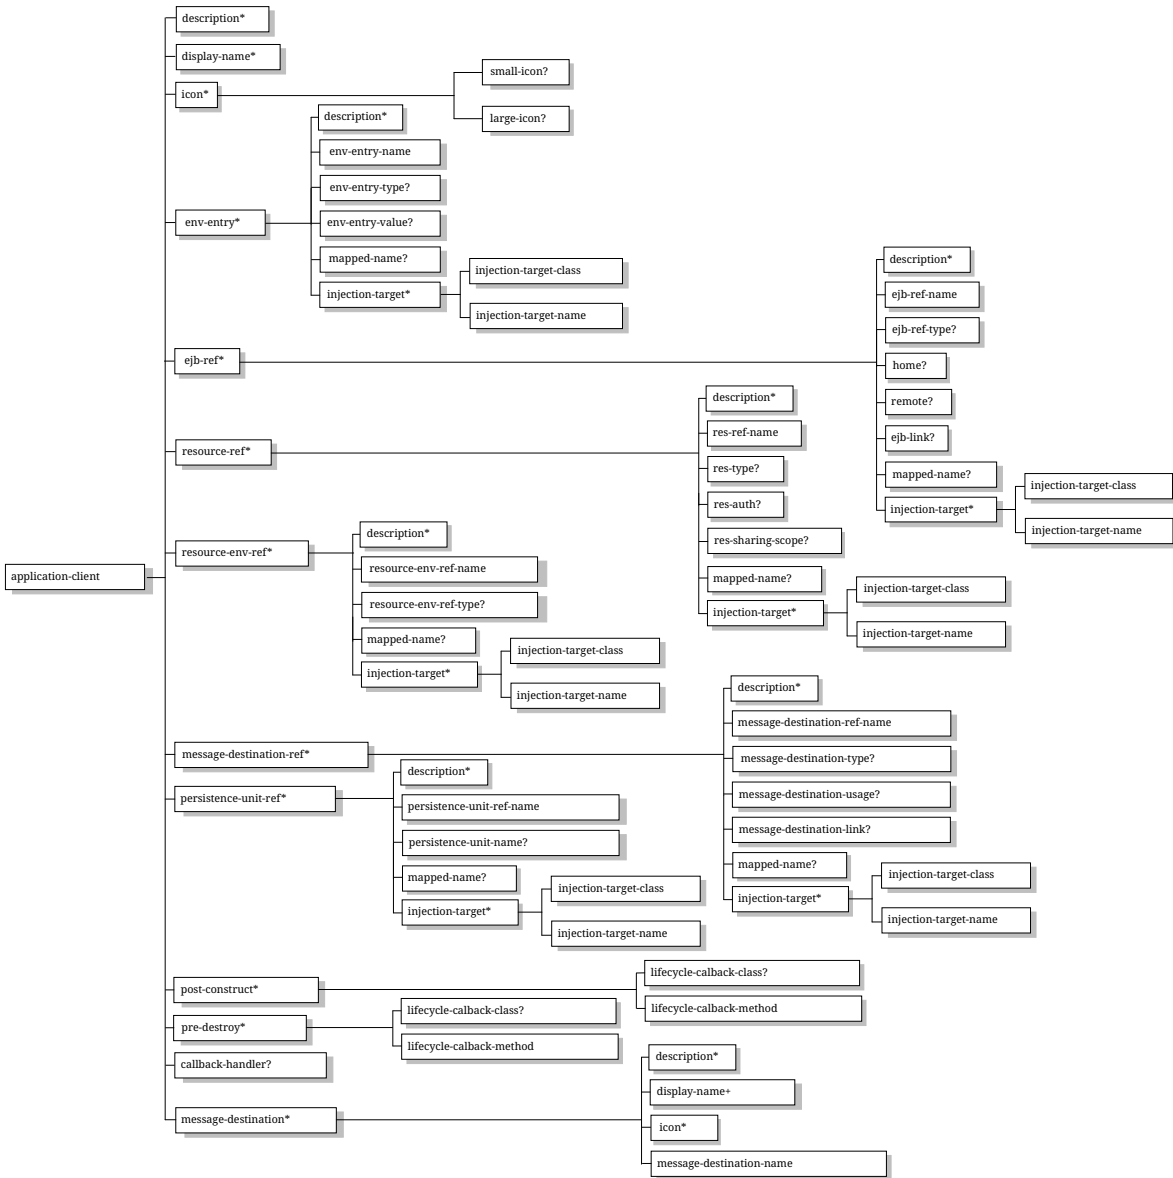 application-client
description*
display-name*
icon*
small-icon?
large-icon?
env-entry*
description*
env-entry-name
env-entry-type?
env-entry-value?
mapped-name?
injection-target*
injection-target-class
injection-target-name
ejb-ref*
description*
ejb-ref-name
ejb-ref-type?
home?
remote?
ejb-link?
mapped-name?
injection-target*
injection-target-class
injection-target-name
resource-ref*
description*
res-ref-name
res-type?
res-auth?
res-sharing-scope?
mapped-name?
injection-target*
injection-target-class
injection-target-name
resource-env-ref*
description*
resource-env-ref-name
resource-env-ref-type?
mapped-name?
injection-target*
injection-target-class
injection-target-name
message-destination-ref*
description*
message-destination-ref-name
message-destination-type?
message-destination-usage?
message-destination-link?
mapped-name?
injection-target*
injection-target-class
injection-target-name
persistence-unit-ref*
description*
persistence-unit-ref-name
persistence-unit-name?
mapped-name?
injection-target*
injection-target-class
injection-target-name
post-construct*
lifecycle-calback-class?
lifecycle-calback-method
pre-destroy*
lifecycle-calback-class?
lifecycle-calback-method
callback-handler?
message-destination*
description*
display-name+
icon*
message-destination-name